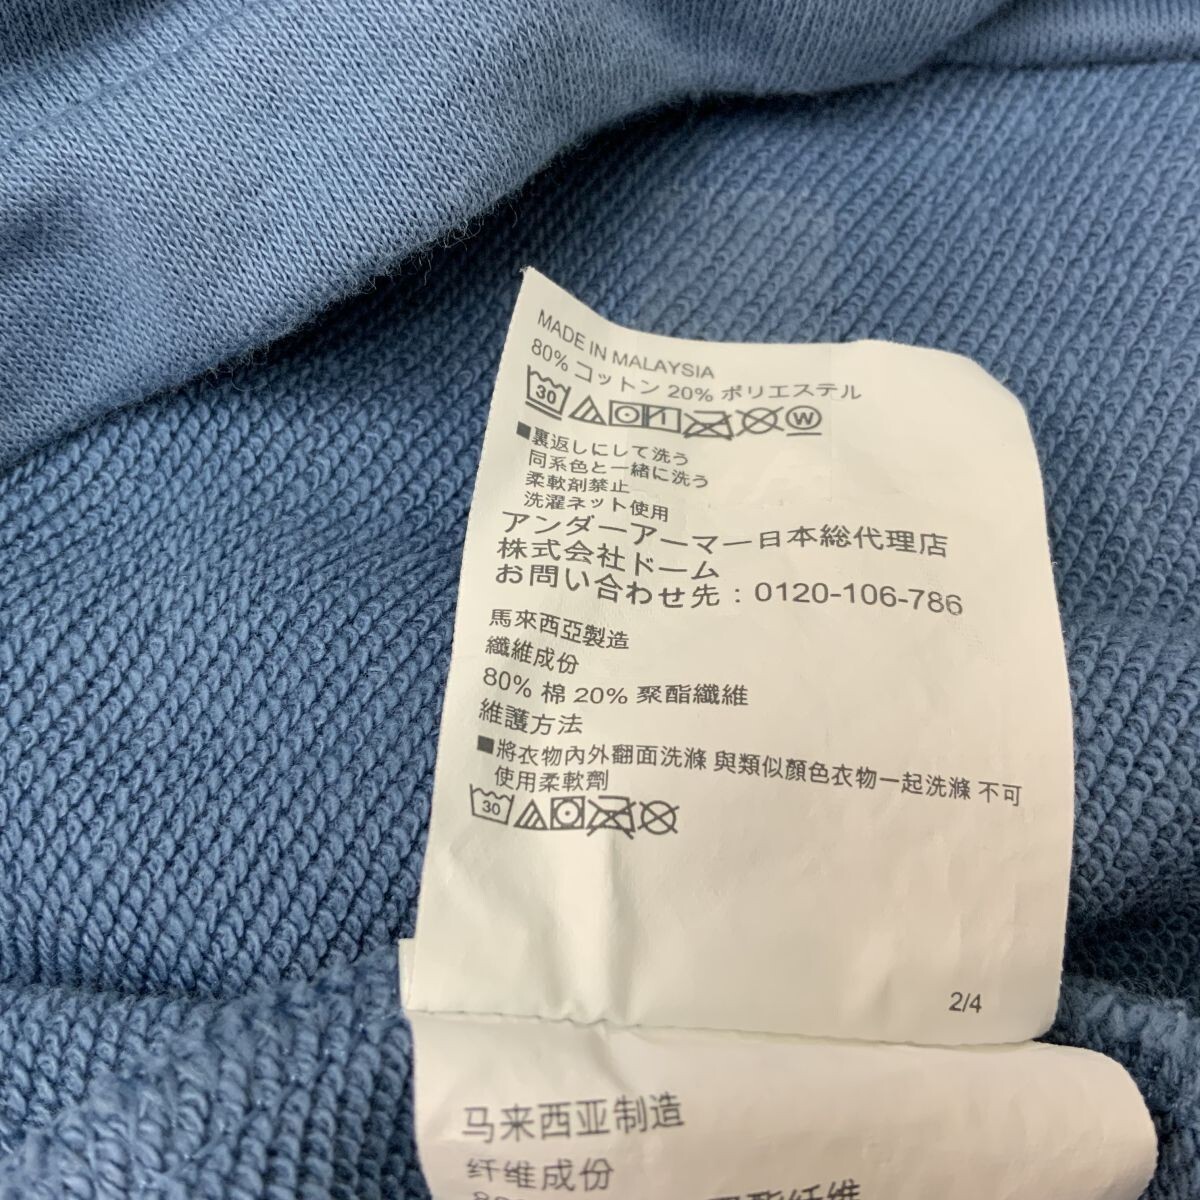 MADE IN MALAYSIA
80% コットン 20% ポリエステル
30 W
■裏返しにして洗う
同系色と一緒に洗う
柔軟剤禁止
洗濯ネット使用
アンダーアーマー日本総代理店
株式会社ドーム
お問い合わせ先：0120-106-786
馬來西亞製造
纖維成份
80% 棉 20% 聚酯纖維
維護方法
■將衣物內外翻面洗滌 與類似顏色衣物一起洗滌 不可
使用柔軟劑
30
2/4
马来西亚制造
纤维成份
聚酯纤维